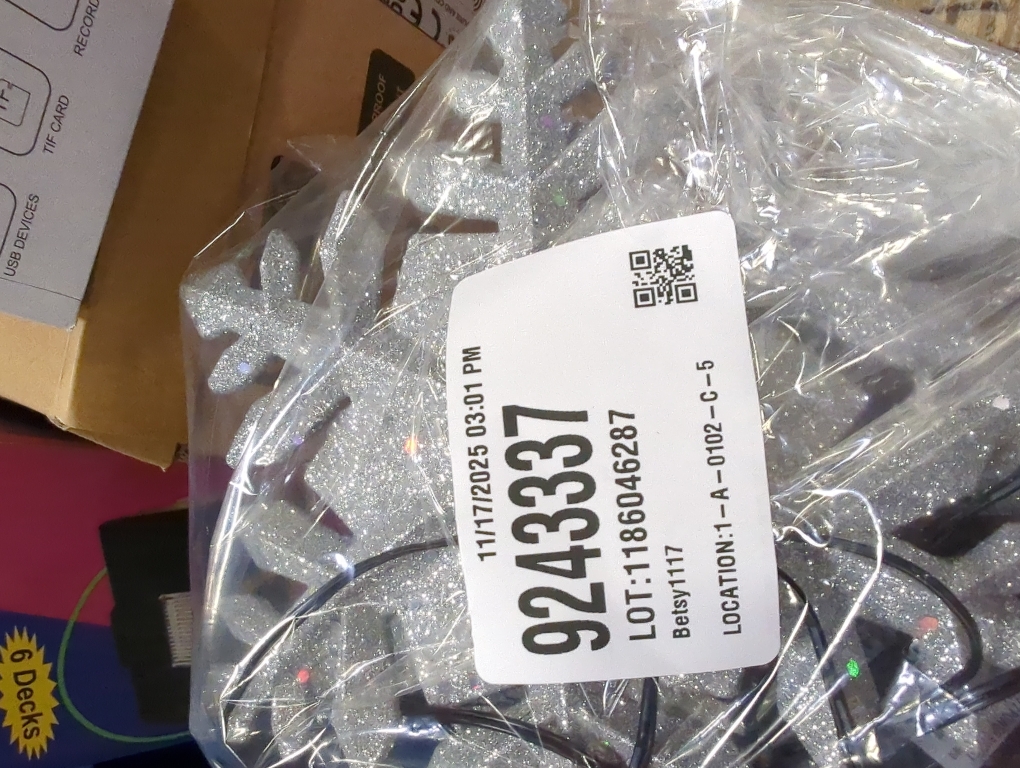 11/17/2025 03:01 PM
9243337
LOT:1186046287
Betsy1117
LOCATION:1-A-0102-C-5
RECORD
TIF CARD
USB DEVICES
6 Decks